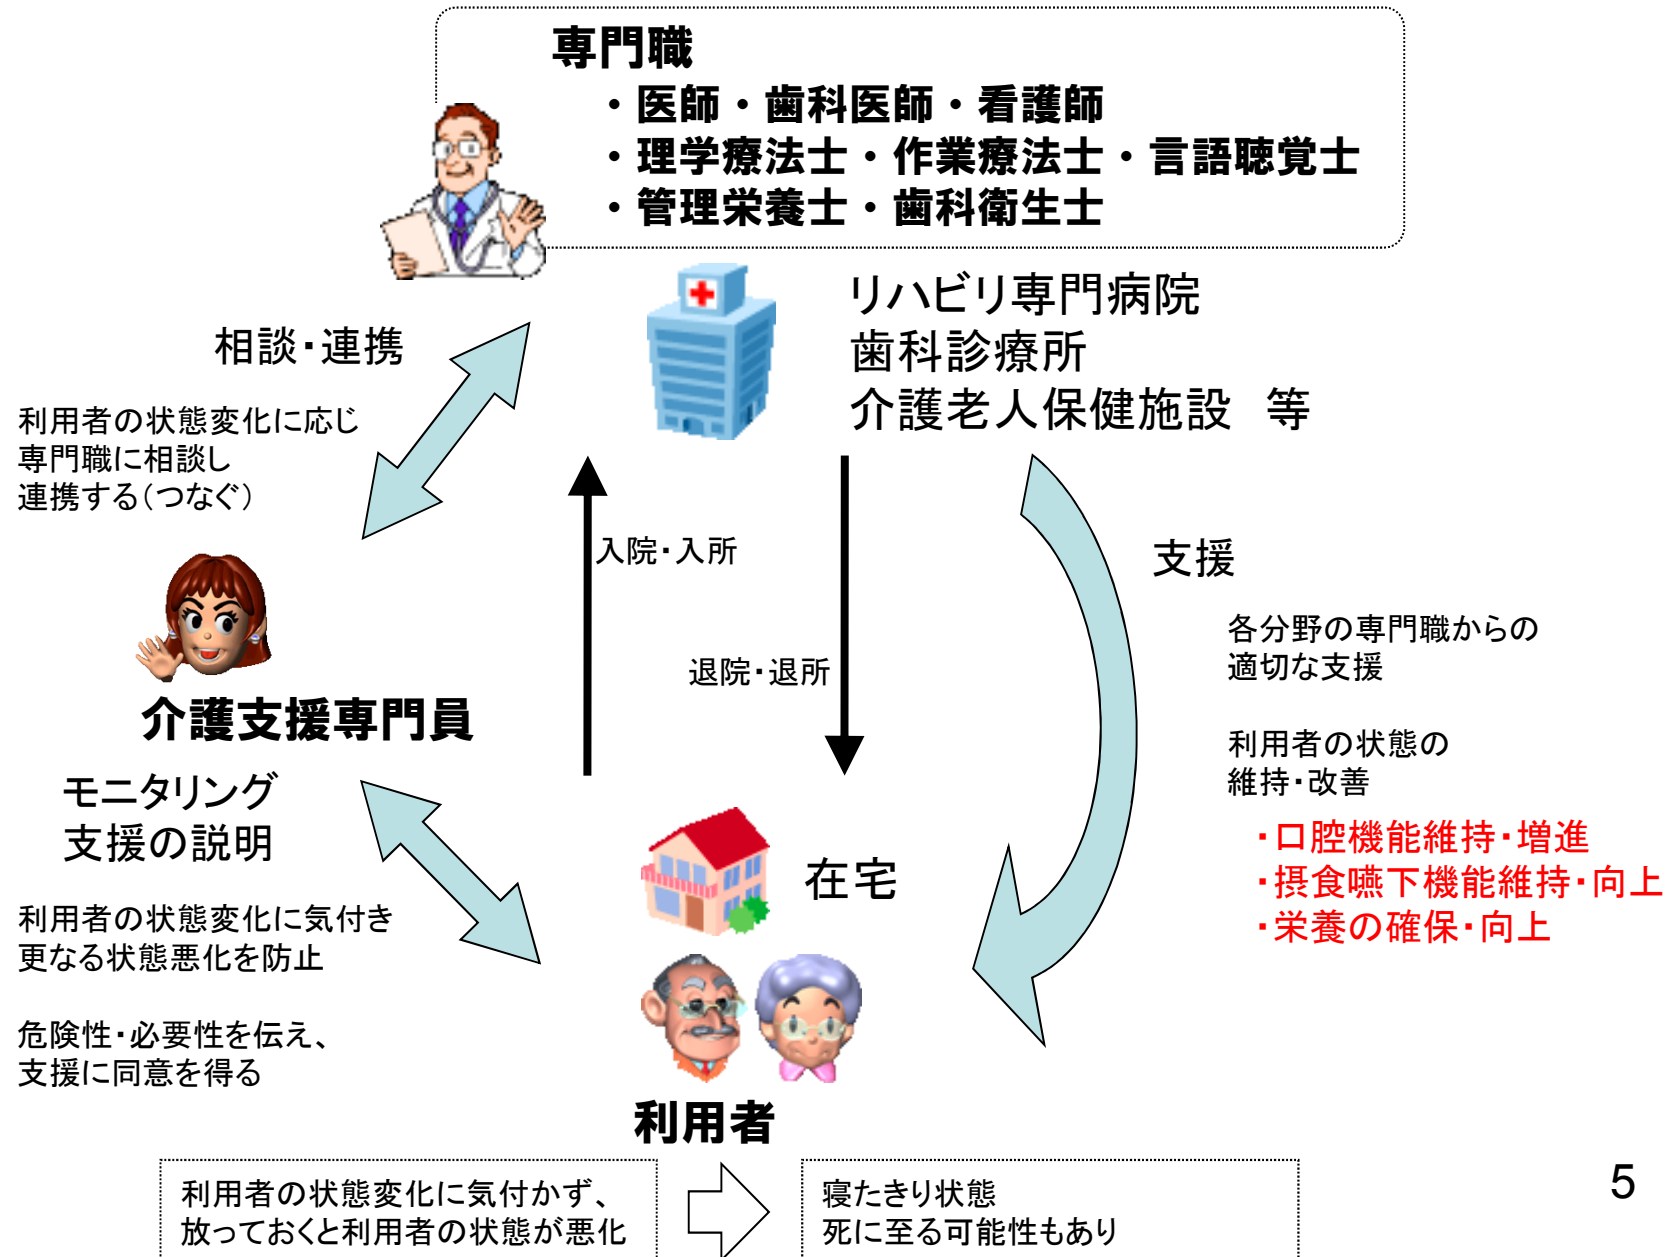 専門職
・医師・歯科医師・看護師
・理学療法士・作業療法士・言語聴覚士
・管理栄養士・歯科衛生士
リハビリ専門病院
歯科診療所
介護老人保健施設　等
相談・連携
利用者の状態変化に応じ
専門職に相談し
連携する（つなぐ）
入院・入所
退院・退所
支援
各分野の専門職からの
適切な支援
利用者の状態の
維持・改善
・口腔機能維持・増進
・摂食嚥下機能維持・向上
・栄養の確保・向上
介護支援専門員
モニタリング
支援の説明
利用者の状態変化に気付き
更なる状態悪化を防止
危険性・必要性を伝え、
支援に同意を得る
在宅
利用者
利用者の状態変化に気付かず、
放っておくと利用者の状態が悪化
寝たきり状態
死に至る可能性もあり
5